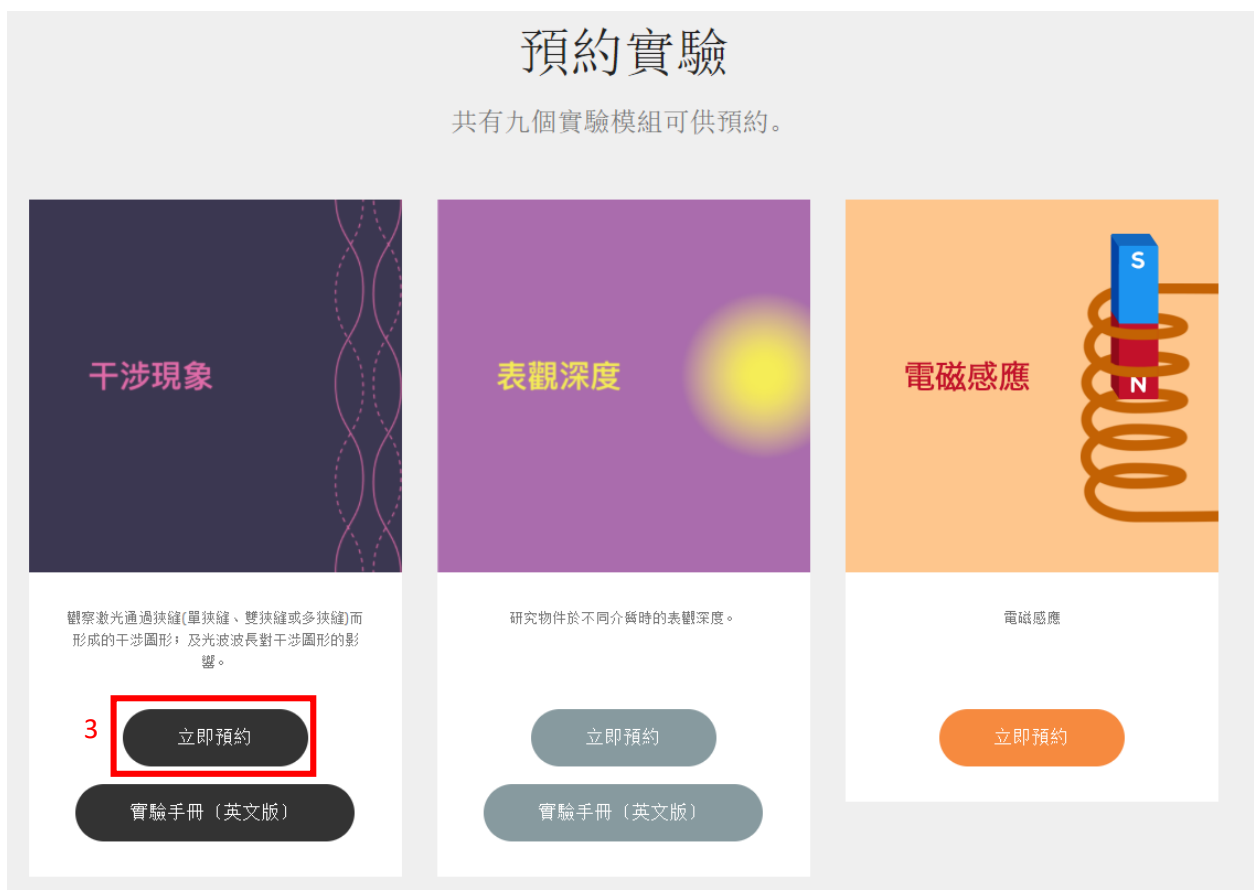 預約實驗
共有九個實驗模組可供預約。
干涉現象
觀察激光通過狹縫(單狹縫、雙狹縫或多狹縫)而
形成的干涉圖形；及光波波長對干涉圖形的影
響。
3
立即預約
實驗手冊（英文版）
表觀深度
研究物件於不同介質時的表觀深度。
立即預約
實驗手冊（英文版）
電磁感應
S
N
電磁感應
立即預約